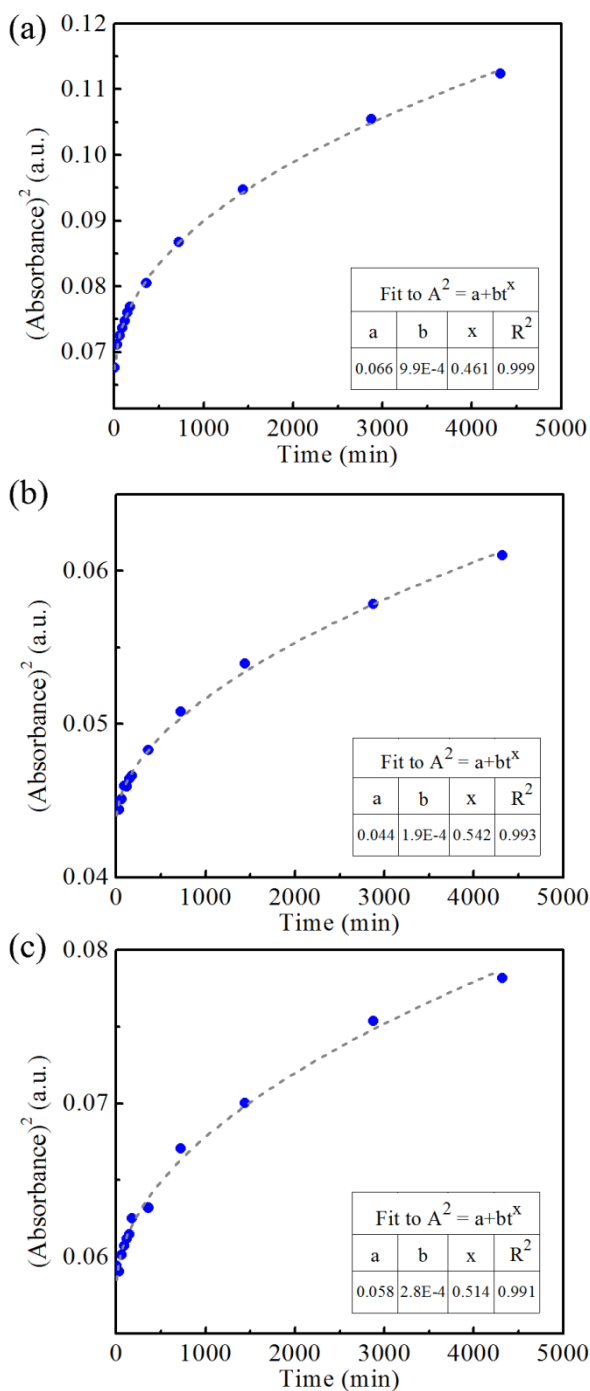 (a)
0.12
0.11
0.10
0.09
0.08
0.07
(Absorbance)² (a.u.)
Fit to A² = a+btˣ
a b x R²
0.066 9.9E-4 0.461 0.999
0 1000 2000 3000 4000 5000
Time (min)
(b)
0.06
0.05
0.04
(Absorbance)² (a.u.)
Fit to A² = a+btˣ
a b x R²
0.044 1.9E-4 0.542 0.993
0 1000 2000 3000 4000 5000
Time (min)
(c)
0.08
0.07
0.06
(Absorbance)² (a.u.)
Fit to A² = a+btˣ
a b x R²
0.058 2.8E-4 0.514 0.991
0 1000 2000 3000 4000 5000
Time (min)